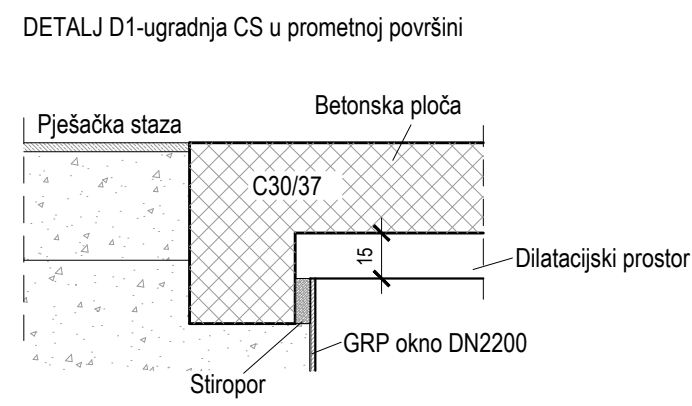 DETALJ D1-ugradnja CS u prometnoj površini
Betonska ploča
Pješačka staza
C30/37
15
Dilatacijski prostor
GRP okno DN2200
Stiropor